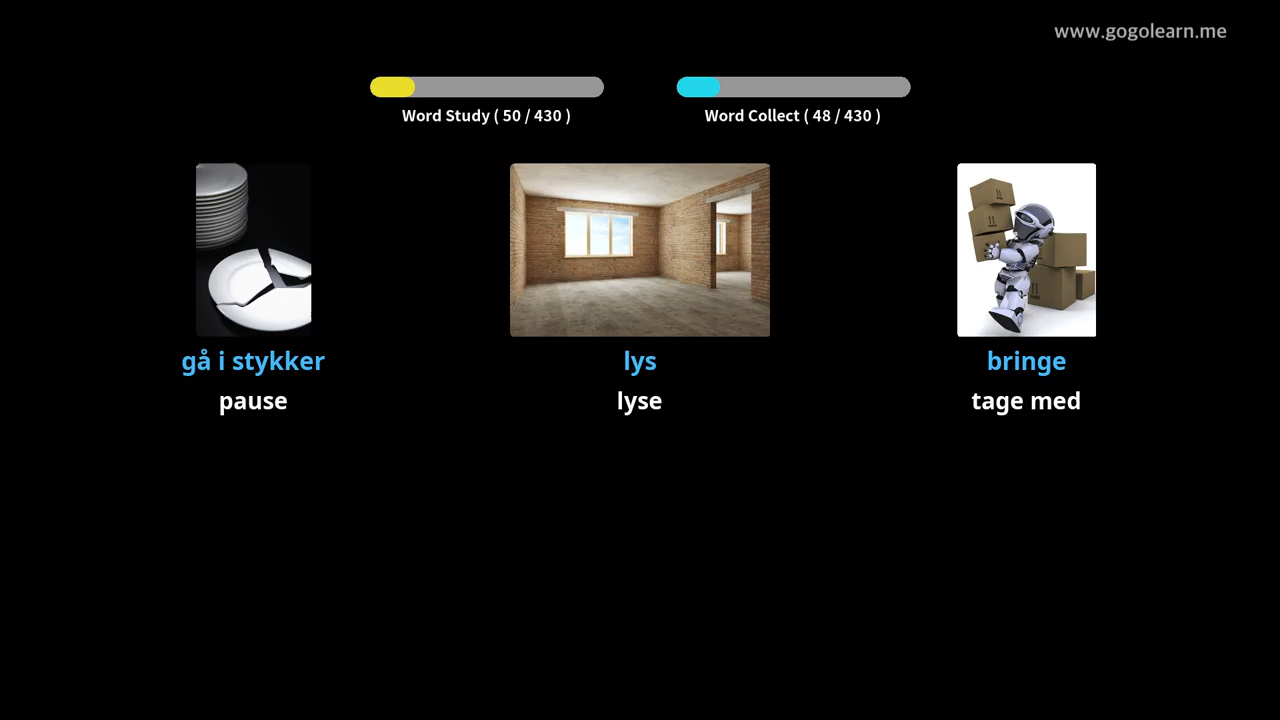 www.gogolearn.me
Word Study ( 50 / 430 )
Word Collect ( 48 / 430 )
gå i stykker
pause
lys
lyse
bringe
tage med